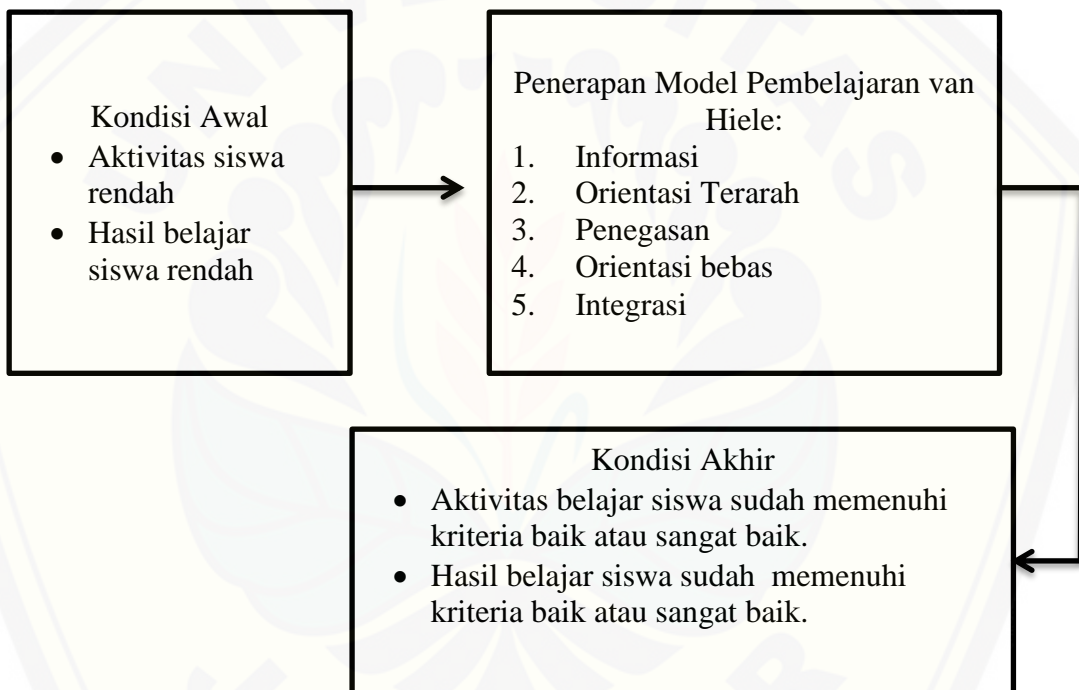 Kondisi Awal
• Aktivitas siswa
rendah
• Hasil belajar
siswa rendah
Penerapan Model Pembelajaran van
Hiele:
1. Informasi
2. Orientasi Terarah
3. Penegasan
4. Orientasi bebas
5. Integrasi
Kondisi Akhir
• Aktivitas belajar siswa sudah memenuhi
kriteria baik atau sangat baik.
• Hasil belajar siswa sudah memenuhi
kriteria baik atau sangat baik.